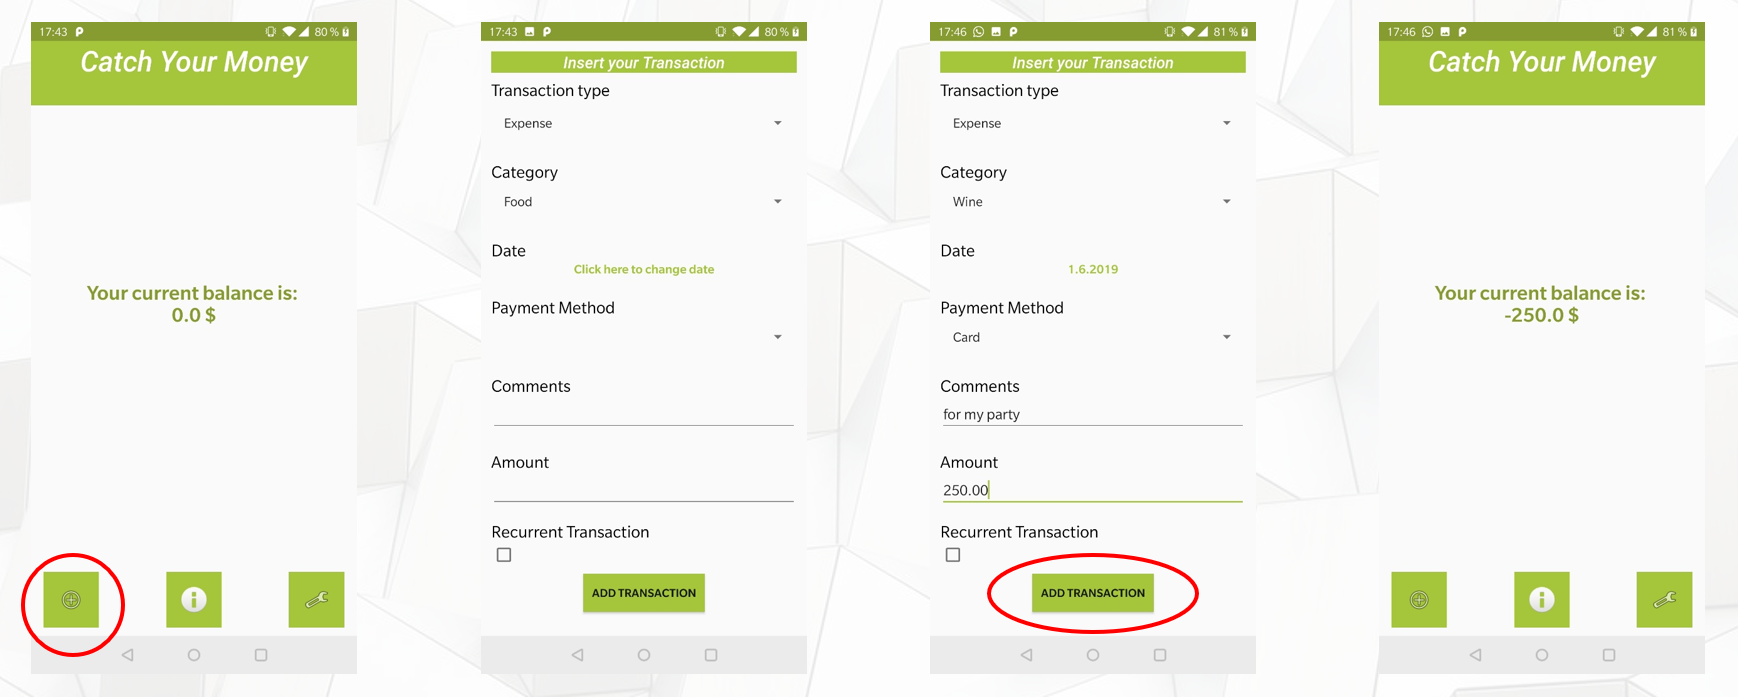 17:43
80 %
Catch Your Money
Your current balance is:
0.0 $
17:43
80 %
Insert your Transaction
Transaction type
Expense
Category
Food
Date
Click here to change date
Payment Method
Comments
Amount
Recurrent Transaction
ADD TRANSACTION
17:46
81 %
Insert your Transaction
Transaction type
Expense
Category
Wine
Date
1.6.2019
Payment Method
Card
Comments
for my party
Amount
250.00
Recurrent Transaction
ADD TRANSACTION
17:46
81 %
Catch Your Money
Your current balance is:
-250.0 $